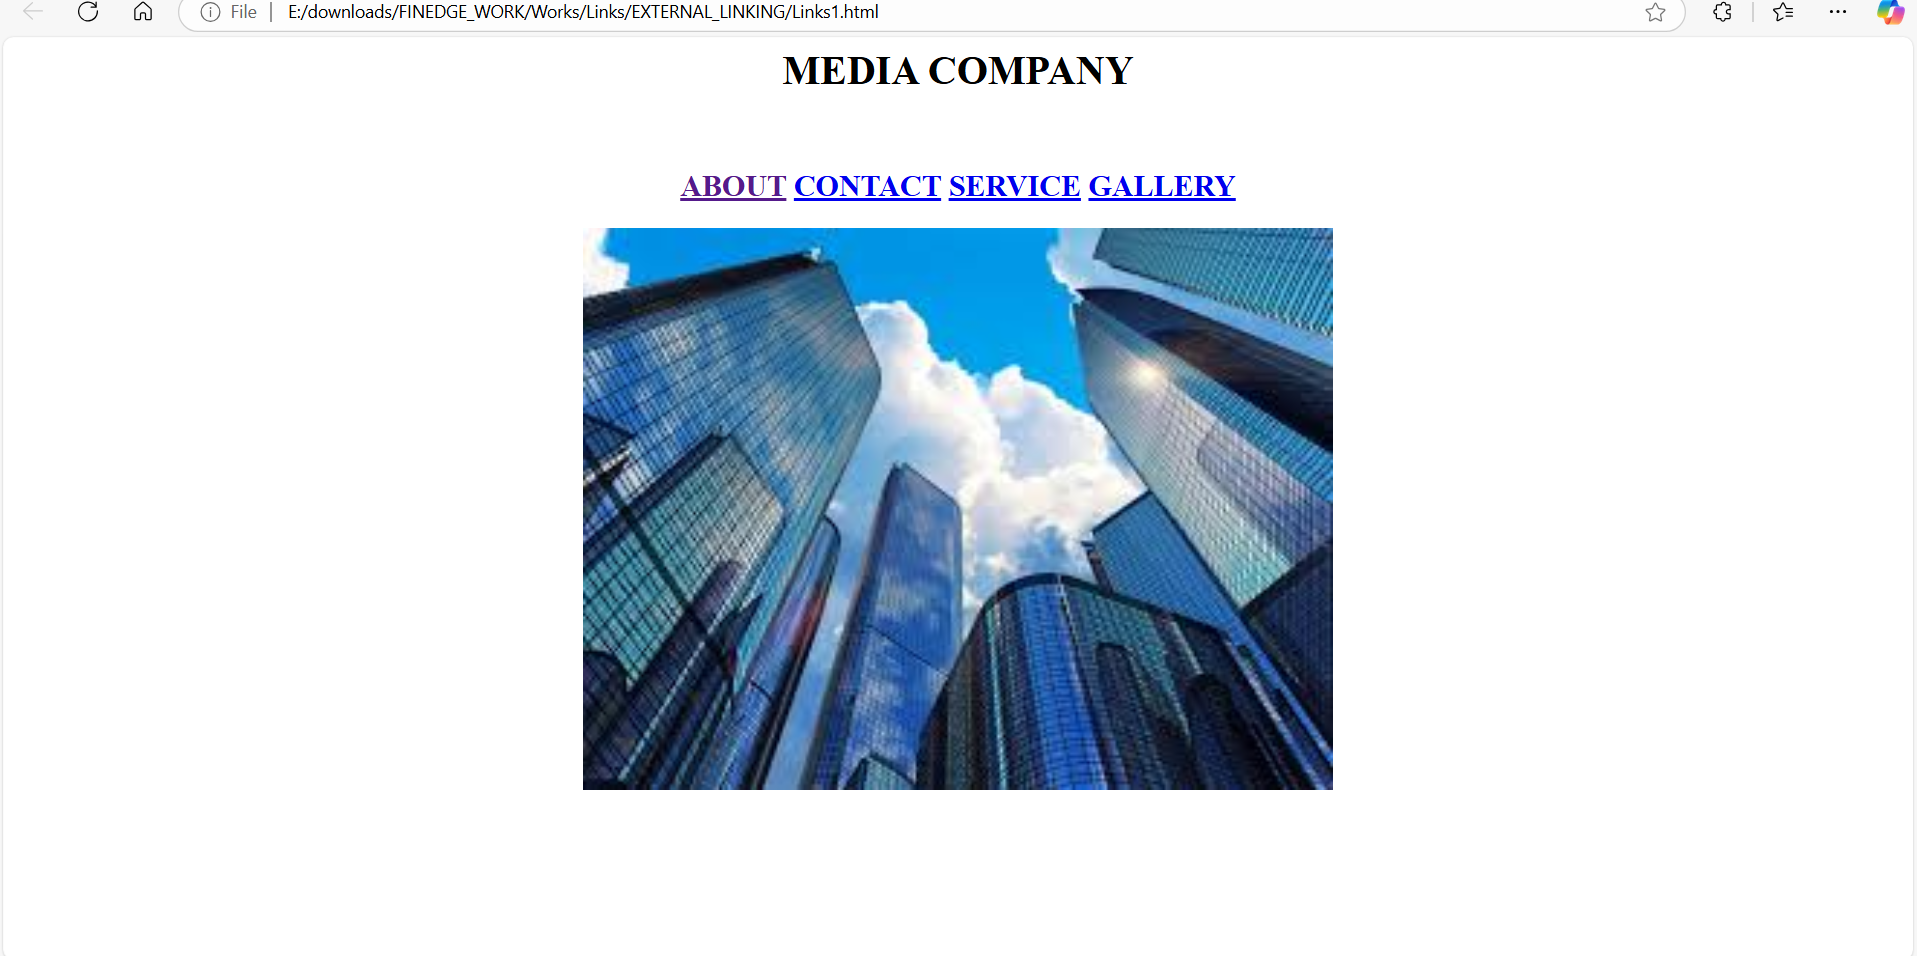 File
E:/downloads/FINEDGE_WORK/Works/Links/EXTERNAL_LINKING/Links1.html
MEDIA COMPANY
ABOUT CONTACT SERVICE GALLERY